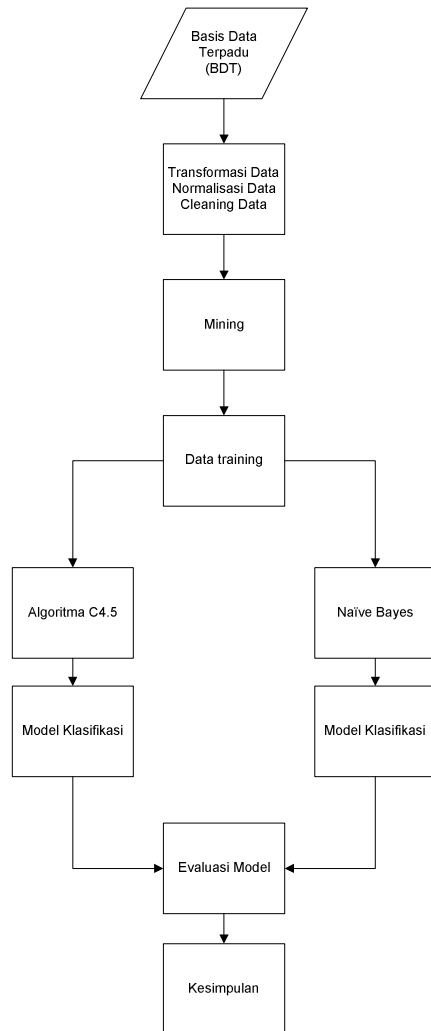 Basis Data
Terpadu
(BDT)
Transformasi Data
Normalisasi Data
Cleaning Data
Mining
Data training
Algoritma C4.5
Naïve Bayes
Model Klasifikasi
Model Klasifikasi
Evaluasi Model
Kesimpulan